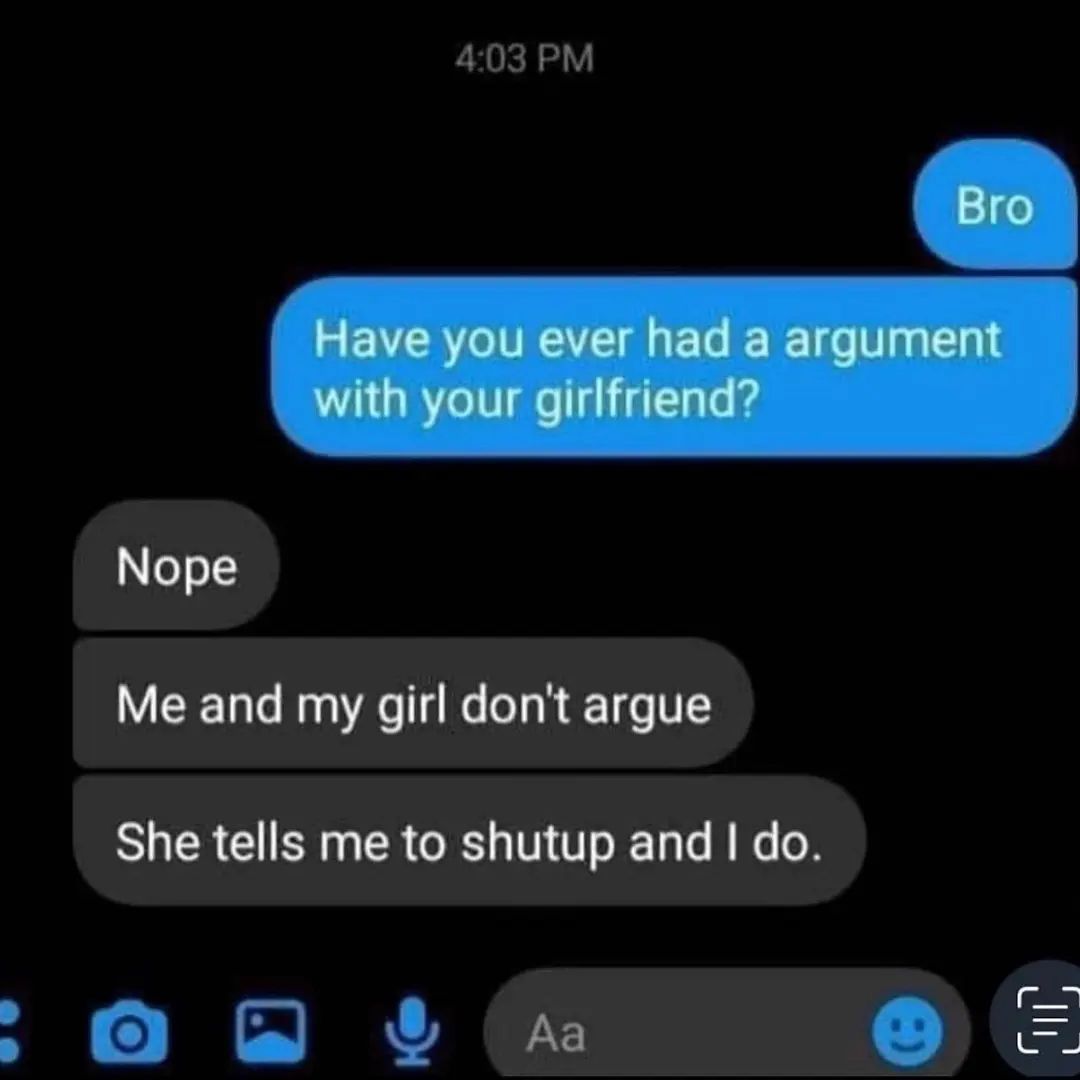 4:03 PM
Bro
Have you ever had a argument
with your girlfriend?
Nope
Me and my girl don't argue
She tells me to shutup and I do.
Aa